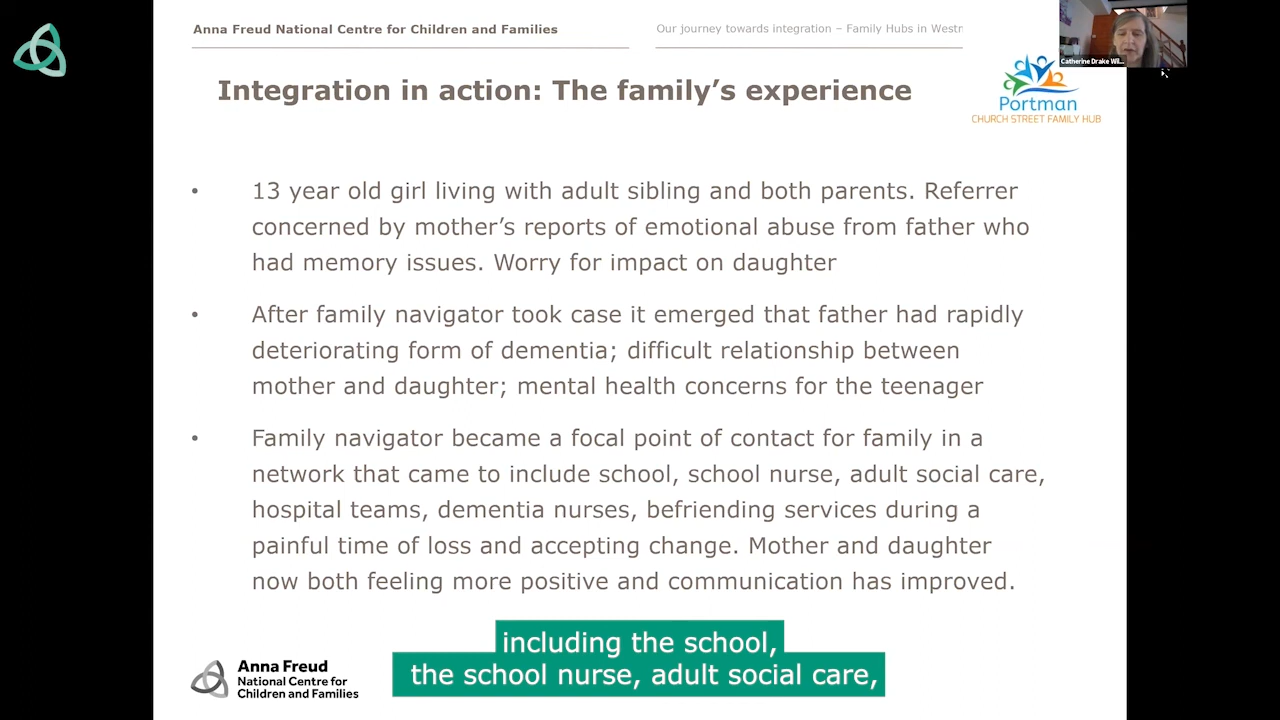 Anna Freud National Centre for Children and Families
Our journey towards integration – Family Hubs in Westm
Catherine Drake Wil...
Integration in action: The family’s experience
Portman
CHURCH STREET FAMILY HUB
• 13 year old girl living with adult sibling and both parents. Referrer
concerned by mother’s reports of emotional abuse from father who
had memory issues. Worry for impact on daughter
• After family navigator took case it emerged that father had rapidly
deteriorating form of dementia; difficult relationship between
mother and daughter; mental health concerns for the teenager
• Family navigator became a focal point of contact for family in a
network that came to include school, school nurse, adult social care,
hospital teams, dementia nurses, befriending services during a
painful time of loss and accepting change. Mother and daughter
now both feeling more positive and communication has improved.
including the school,
the school nurse, adult social care,
Anna Freud
National Centre for
Children and Families